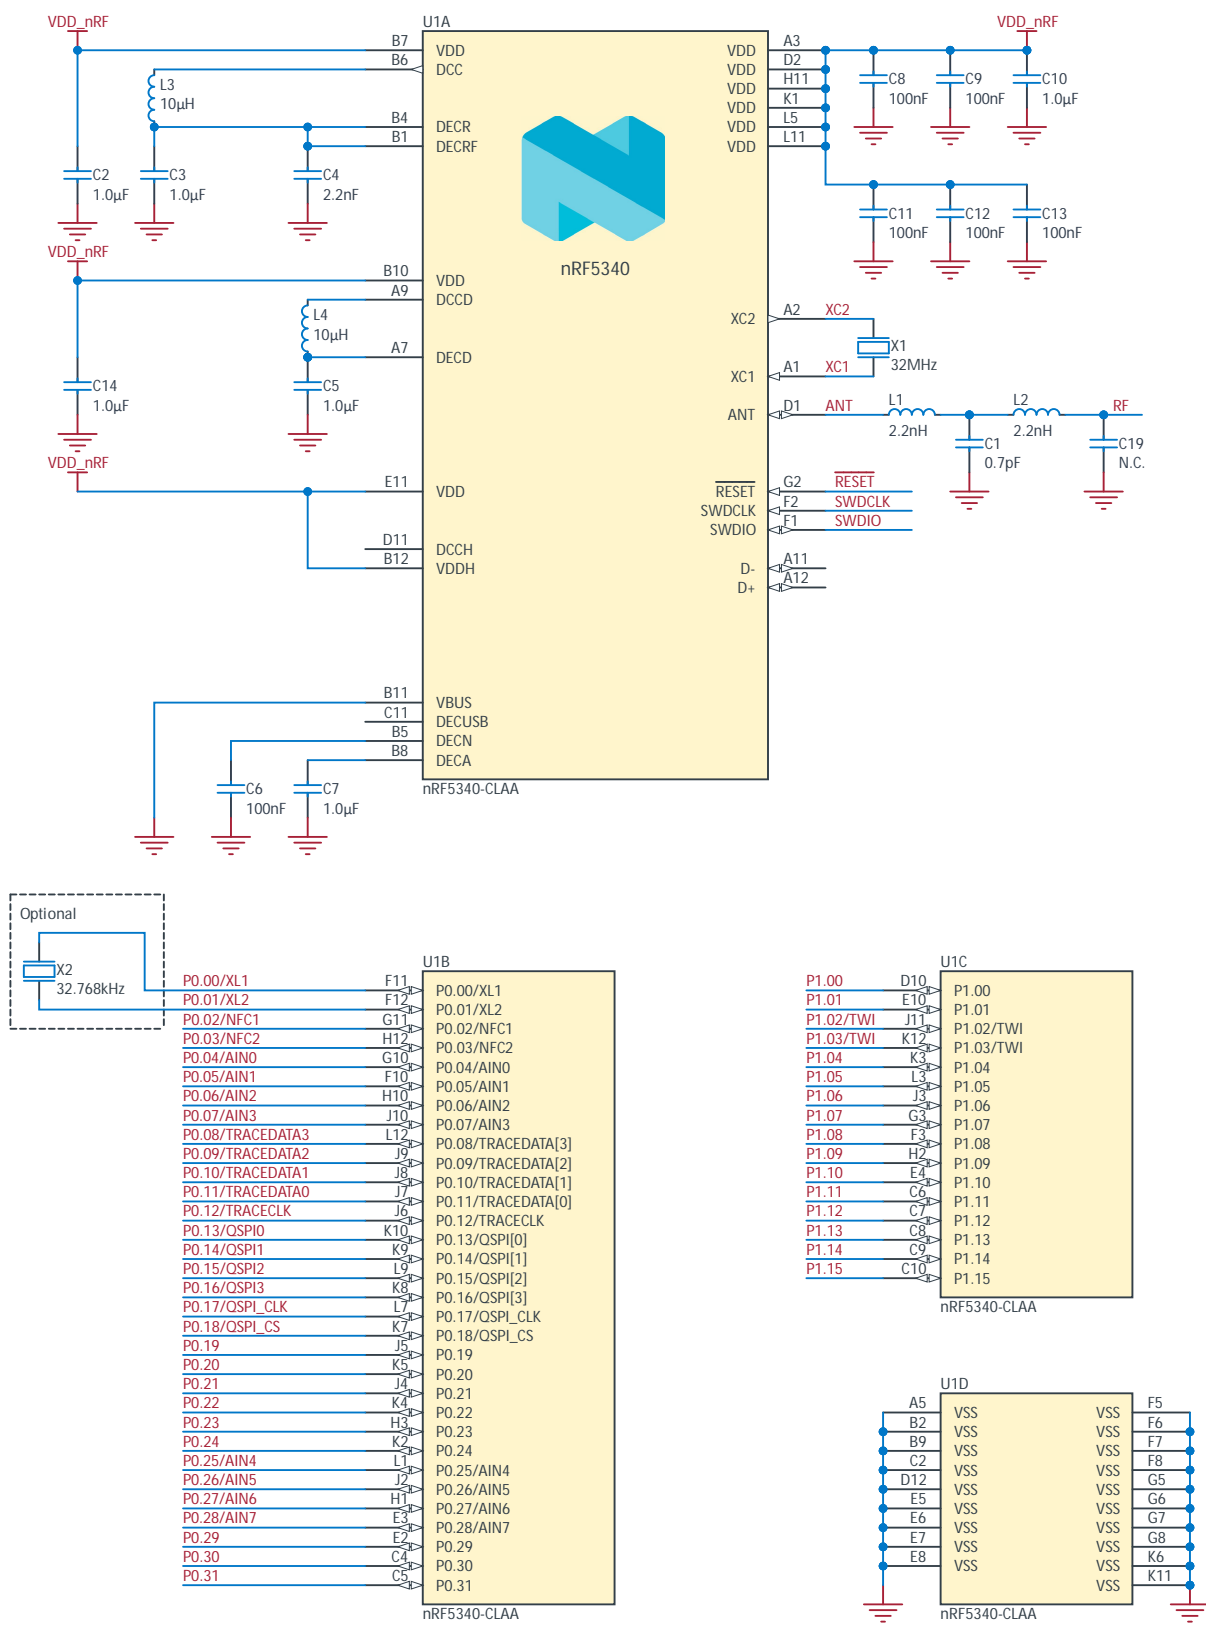 VDD_nRF
U1A
VDD_nRF
B7 VDD
B6 DCC
L3
10µH
B4 DECR
B1 DECRF
C2
1.0µF
C3
1.0µF
C4
2.2nF
VDD A3
VDD D2
VDD H11
VDD K1
VDD L5
VDD L11
C8
100nF
C9
100nF
C10
1.0µF
C11
100nF
C12
100nF
C13
100nF
nRF5340
VDD_nRF
B10 VDD
A9 DCCD
L4
10µH
A7 DECD
C14
1.0µF
C5
1.0µF
XC2 A2 XC2
X1
32MHz
XC1 A1 XC1
ANT D1 ANT
L1
2.2nH
C1
0.7pF
L2
2.2nH
RF
C19
N.C.
VDD_nRF
E11 VDD
D11 DCCH
B12 VDDH
RESET G2 RESET
SWDCLK F2 SWDCLK
SWDIO F1 SWDIO
D- A11
D+ A12
B11 VBUS
C11 DECUSB
B5 DECN
B8 DECA
C6
100nF
C7
1.0µF
nRF5340-CLAA
Optional
X2
32.768kHz
U1B
P0.00/XL1 F11 P0.00/XL1
P0.01/XL2 F12 P0.01/XL2
P0.02/NFC1 G11 P0.02/NFC1
P0.03/NFC2 H12 P0.03/NFC2
P0.04/AIN0 G10 P0.04/AIN0
P0.05/AIN1 F10 P0.05/AIN1
P0.06/AIN2 H10 P0.06/AIN2
P0.07/AIN3 J10 P0.07/AIN3
P0.08/TRACEDATA3 L12 P0.08/TRACEDATA[3]
P0.09/TRACEDATA2 J9 P0.09/TRACEDATA[2]
P0.10/TRACEDATA1 J8 P0.10/TRACEDATA[1]
P0.11/TRACEDATA0 J7 P0.11/TRACEDATA[0]
P0.12/TRACECLK J6 P0.12/TRACECLK
P0.13/QSPI0 K10 P0.13/QSPI[0]
P0.14/QSPI1 K9 P0.14/QSPI[1]
P0.15/QSPI2 L9 P0.15/QSPI[2]
P0.16/QSPI3 K8 P0.16/QSPI[3]
P0.17/QSPI_CLK L7 P0.17/QSPI_CLK
P0.18/QSPI_CS K7 P0.18/QSPI_CS
P0.19 J5 P0.19
P0.20 K5 P0.20
P0.21 J4 P0.21
P0.22 K4 P0.22
P0.23 H3 P0.23
P0.24 K2 P0.24
P0.25/AIN4 L1 P0.25/AIN4
P0.26/AIN5 J2 P0.26/AIN5
P0.27/AIN6 H1 P0.27/AIN6
P0.28/AIN7 E3 P0.28/AIN7
P0.29 E2 P0.29
P0.30 C4 P0.30
P0.31 C5 P0.31
nRF5340-CLAA
U1C
P1.00 D10 P1.00
P1.01 E10 P1.01
P1.02/TWI J11 P1.02/TWI
P1.03/TWI K12 P1.03/TWI
P1.04 K3 P1.04
P1.05 L3 P1.05
P1.06 J3 P1.06
P1.07 G3 P1.07
P1.08 F3 P1.08
P1.09 H2 P1.09
P1.10 E4 P1.10
P1.11 C6 P1.11
P1.12 C7 P1.12
P1.13 C8 P1.13
P1.14 C9 P1.14
P1.15 C10 P1.15
nRF5340-CLAA
U1D
A5 VSS VSS F5
B2 VSS VSS F6
B9 VSS VSS F7
C2 VSS VSS F8
D12 VSS VSS G5
E5 VSS VSS G6
E6 VSS VSS G7
E7 VSS VSS G8
E8 VSS VSS K6
VSS K11
nRF5340-CLAA